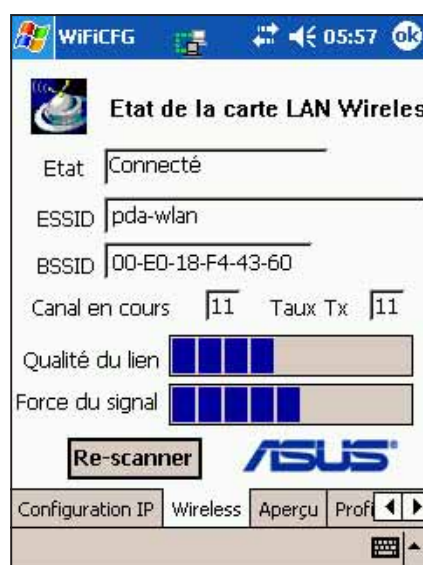 WiFiCFG 05:57 ok
Etat de la carte LAN Wireles
Etat Connecté
ESSID pda-wlan
BSSID 00-E0-18-F4-43-60
Canal en cours 11 Taux Tx 11
Qualité du lien
Force du signal
Re-scanner ASUS
Configuration IP Wireless Aperçu Profi